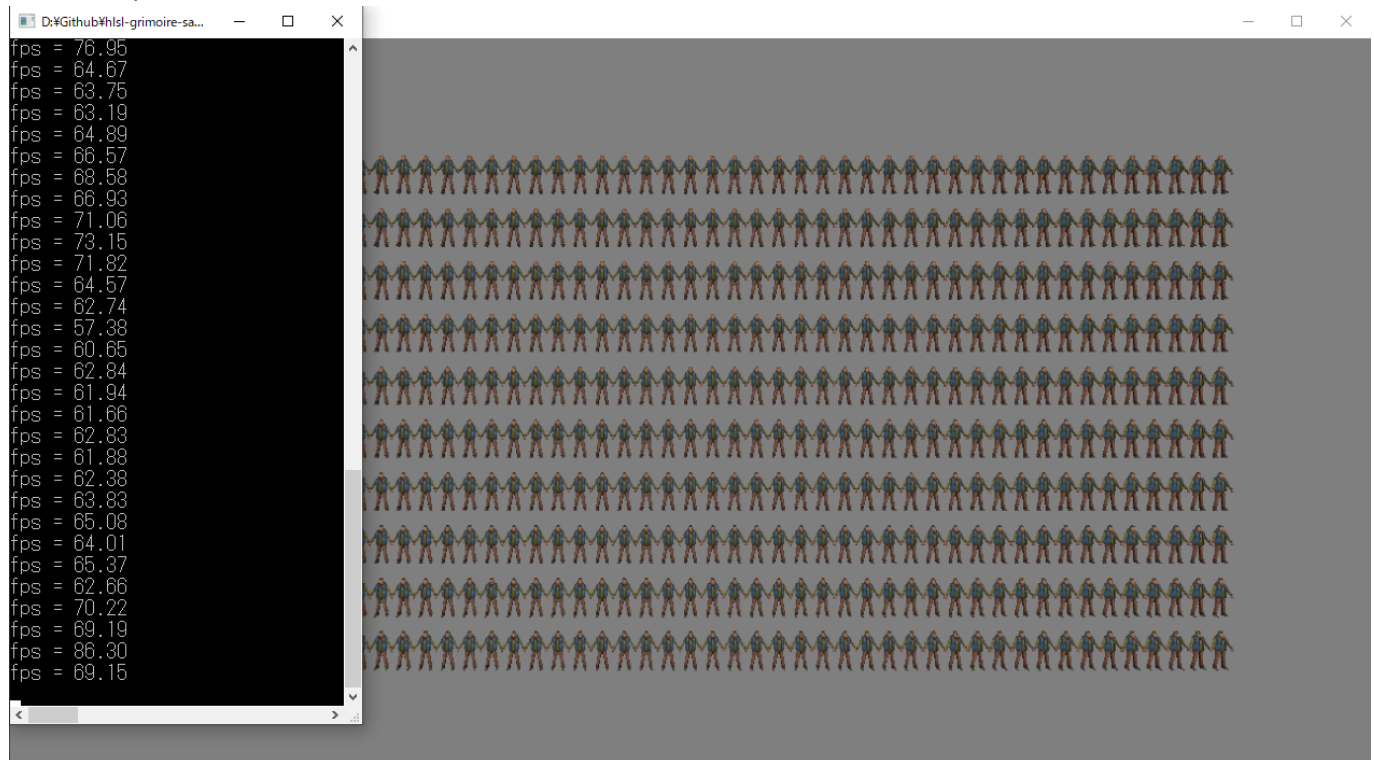 D:¥Github¥hlsl-grimoire-sa...
fps = 76.95
fps = 64.67
fps = 63.75
fps = 63.19
fps = 64.89
fps = 66.57
fps = 68.58
fps = 66.93
fps = 71.06
fps = 73.15
fps = 71.82
fps = 64.57
fps = 62.74
fps = 57.38
fps = 60.65
fps = 62.84
fps = 61.94
fps = 61.66
fps = 62.83
fps = 61.88
fps = 62.38
fps = 63.83
fps = 65.08
fps = 64.01
fps = 65.37
fps = 62.66
fps = 70.22
fps = 69.19
fps = 86.30
fps = 69.15